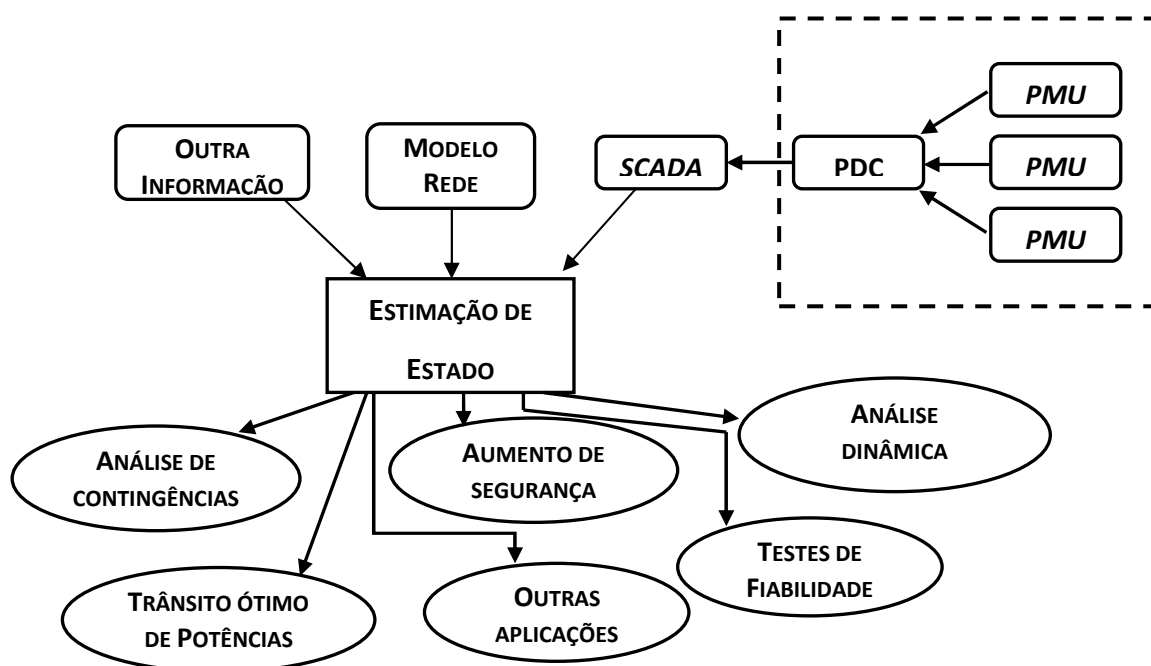 PMU
OUTRA
INFORMAÇÃO
MODELO
REDE
SCADA
PDC
PMU
PMU
ESTIMAÇÃO DE
ESTADO
ANÁLISE DE
CONTINGÊNCIAS
AUMENTO DE
SEGURANÇA
ANÁLISE
DINÂMICA
TRÂNSITO ÓTIMO
DE POTÊNCIAS
OUTRAS
APLICAÇÕES
TESTES DE
FIABILIDADE